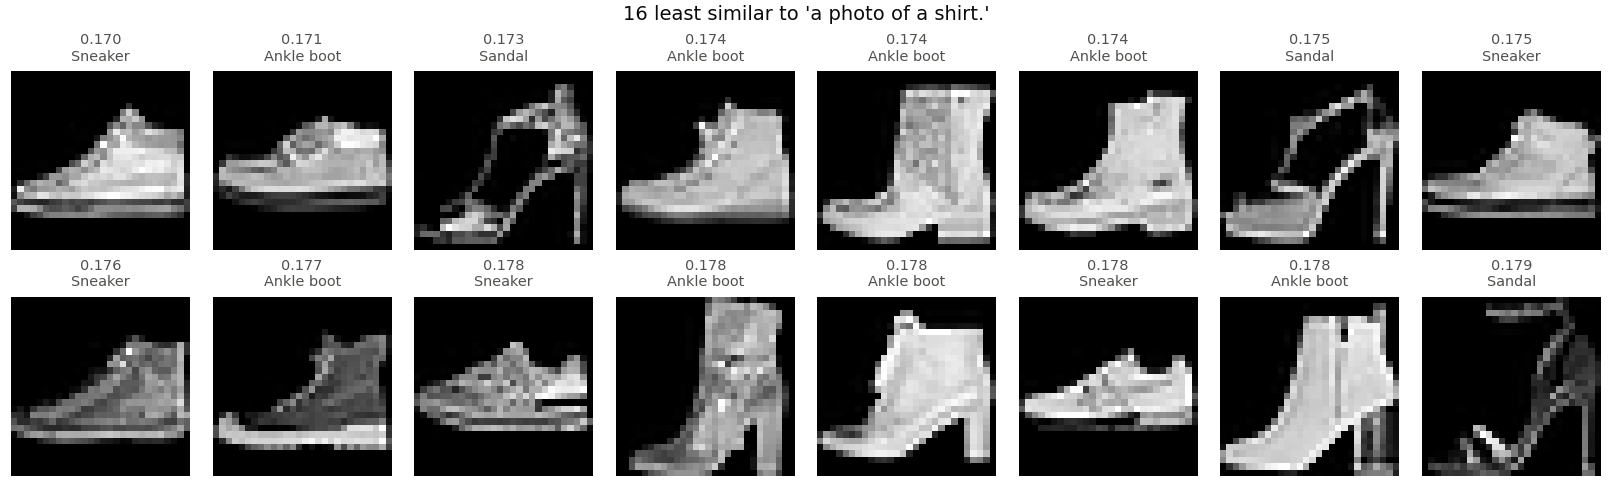 16 least similar to 'a photo of a shirt.'
0.170
Sneaker
0.171
Ankle boot
0.173
Sandal
0.174
Ankle boot
0.174
Ankle boot
0.174
Ankle boot
0.175
Sandal
0.175
Sneaker
0.176
Sneaker
0.177
Ankle boot
0.178
Sneaker
0.178
Ankle boot
0.178
Ankle boot
0.178
Sneaker
0.178
Ankle boot
0.179
Sandal